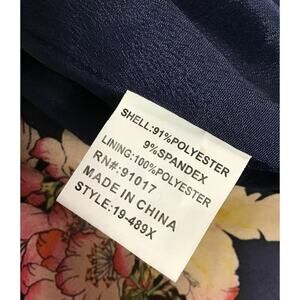 SHELL:91%POLYESTER
9%SPANDEX
LINING:100%POLYESTER
RN#:91017
MADE IN CHINA
STYLE:19-489X